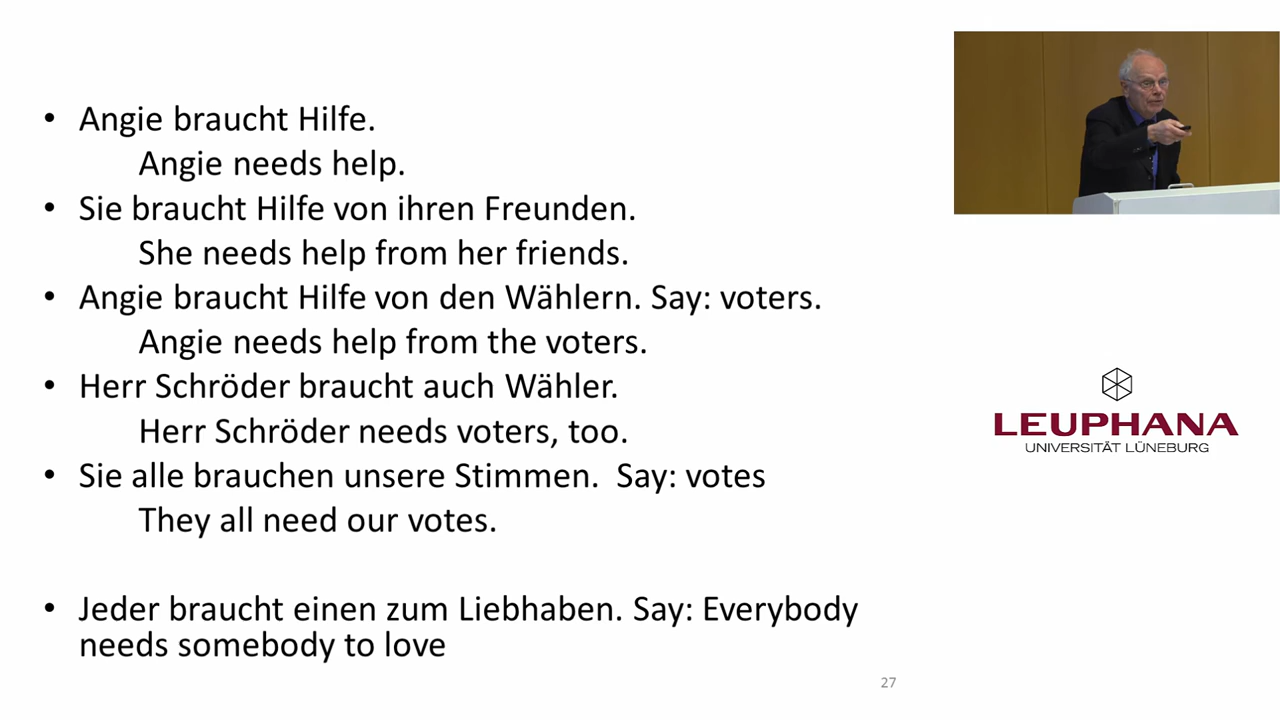 • Angie braucht Hilfe.
Angie needs help.
• Sie braucht Hilfe von ihren Freunden.
She needs help from her friends.
• Angie braucht Hilfe von den Wählern. Say: voters.
Angie needs help from the voters.
• Herr Schröder braucht auch Wähler.
Herr Schröder needs voters, too.
• Sie alle brauchen unsere Stimmen.  Say: votes
They all need our votes.
• Jeder braucht einen zum Liebhaben. Say: Everybody
needs somebody to love
27
LEUPHANA
UNIVERSITÄT LÜNEBURG